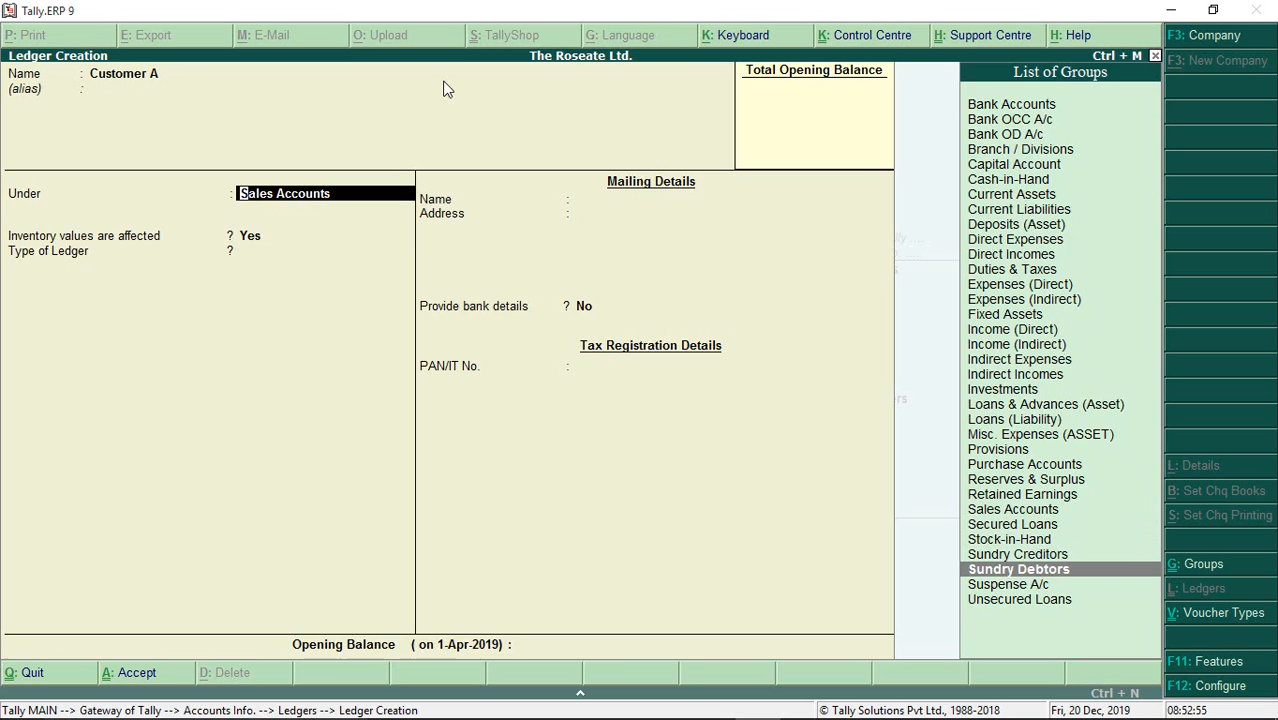 Tally.ERP 9
P: Print E: Export M: E-Mail O: Upload S: TallyShop G: Language K: Keyboard K: Control Centre H: Support Centre H: Help
F3: Company
F3: New Company
Ledger Creation The Roseate Ltd. Ctrl + M
Name : Customer A
(alias) :
Total Opening Balance
Under : Sales Accounts
Inventory values are affected ? Yes
Type of Ledger ?
Mailing Details
Name :
Address :
Provide bank details ? No
Tax Registration Details
PAN/IT No. :
Opening Balance ( on 1-Apr-2019) :
List of Groups
Bank Accounts
Bank OCC A/c
Bank OD A/c
Branch / Divisions
Capital Account
Cash-in-Hand
Current Assets
Current Liabilities
Deposits (Asset)
Direct Expenses
Direct Incomes
Duties & Taxes
Expenses (Direct)
Expenses (Indirect)
Fixed Assets
Income (Direct)
Income (Indirect)
Indirect Expenses
Indirect Incomes
Investments
Loans & Advances (Asset)
Loans (Liability)
Misc. Expenses (ASSET)
Provisions
Purchase Accounts
Reserves & Surplus
Retained Earnings
Sales Accounts
Secured Loans
Stock-in-Hand
Sundry Creditors
Sundry Debtors
Suspense A/c
Unsecured Loans
L: Details
B: Set Chq Books
S: Set Chq Printing
G: Groups
L: Ledgers
V: Voucher Types
F11: Features
F12: Configure
Q: Quit A: Accept D: Delete
Ctrl + N
Tally MAIN --> Gateway of Tally --> Accounts Info. --> Ledgers --> Ledger Creation © Tally Solutions Pvt Ltd., 1988-2018 Fri, 20 Dec, 2019 08:52:55